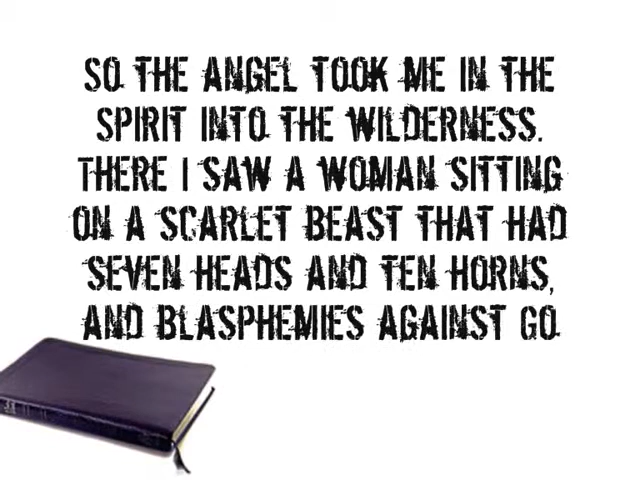 SO THE ANGEL TOOK ME IN THE
SPIRIT INTO THE WILDERNESS.
THERE I SAW A WOMAN SITTING
ON A SCARLET BEAST THAT HAD
SEVEN HEADS AND TEN HORNS,
AND BLASPHEMIES AGAINST GO